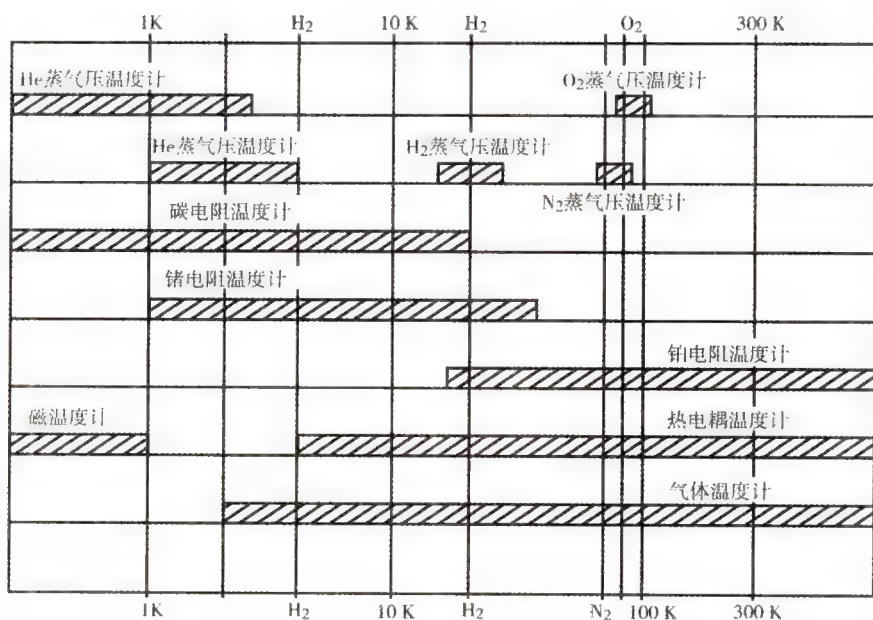 1K H₂ 10 K H₂ O₂ 300 K
He蒸气压温度计
O₂蒸气压温度计
He蒸气压温度计
H₂蒸气压温度计
N₂蒸气压温度计
碳电阻温度计
锗电阻温度计
铂电阻温度计
磁温度计
热电耦温度计
气体温度计
1K H₂ 10 K H₂ N₂ 100 K 300 K